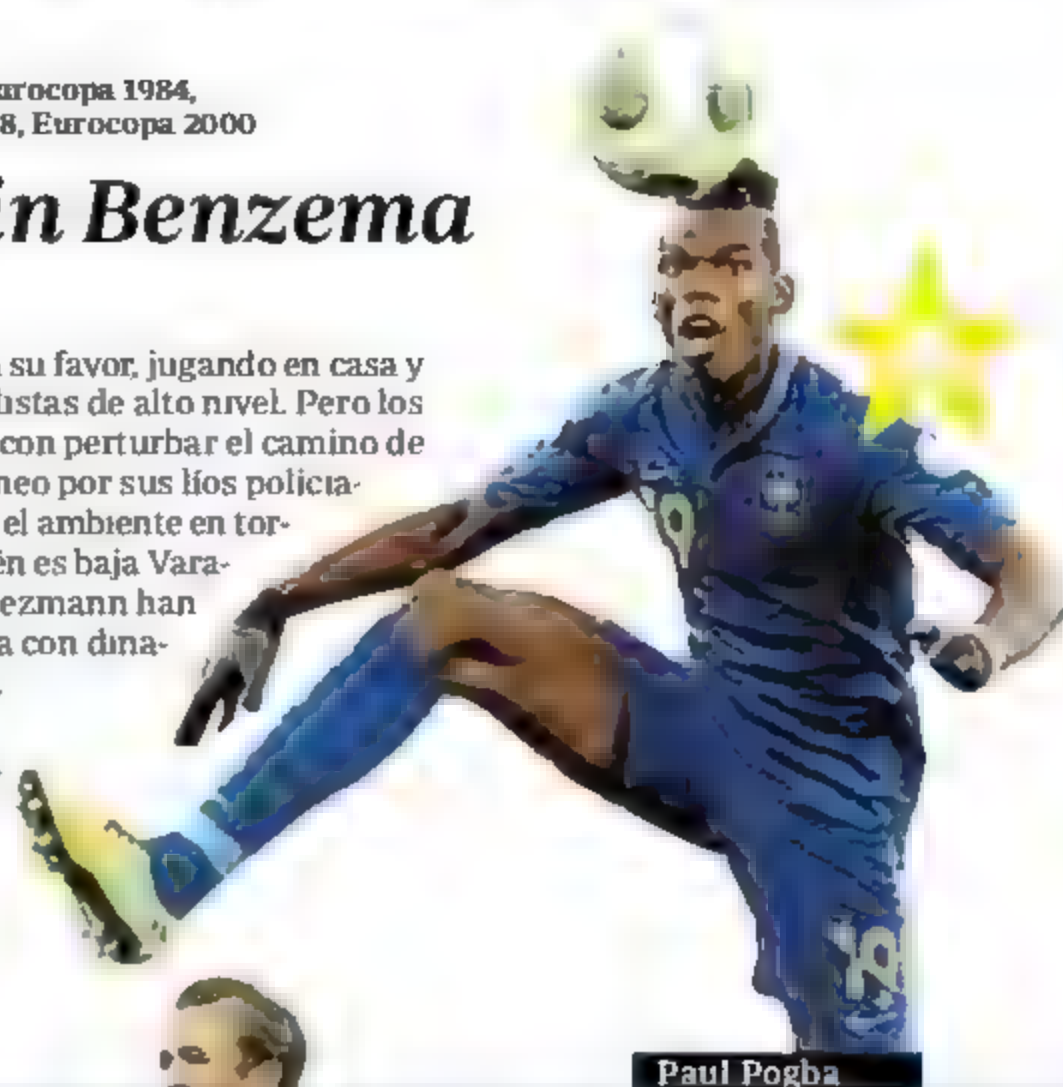 urocopa 1984,
8, Eurocopa 2000
in Benzema
su favor, jugando en casa y
istas de alto nivel. Pero los
con perturbar el camino de
neo por sus líos policia-
el ambiente en tor-
én es baja Vara-
ezmann han
a con dina-
Paul Pogba